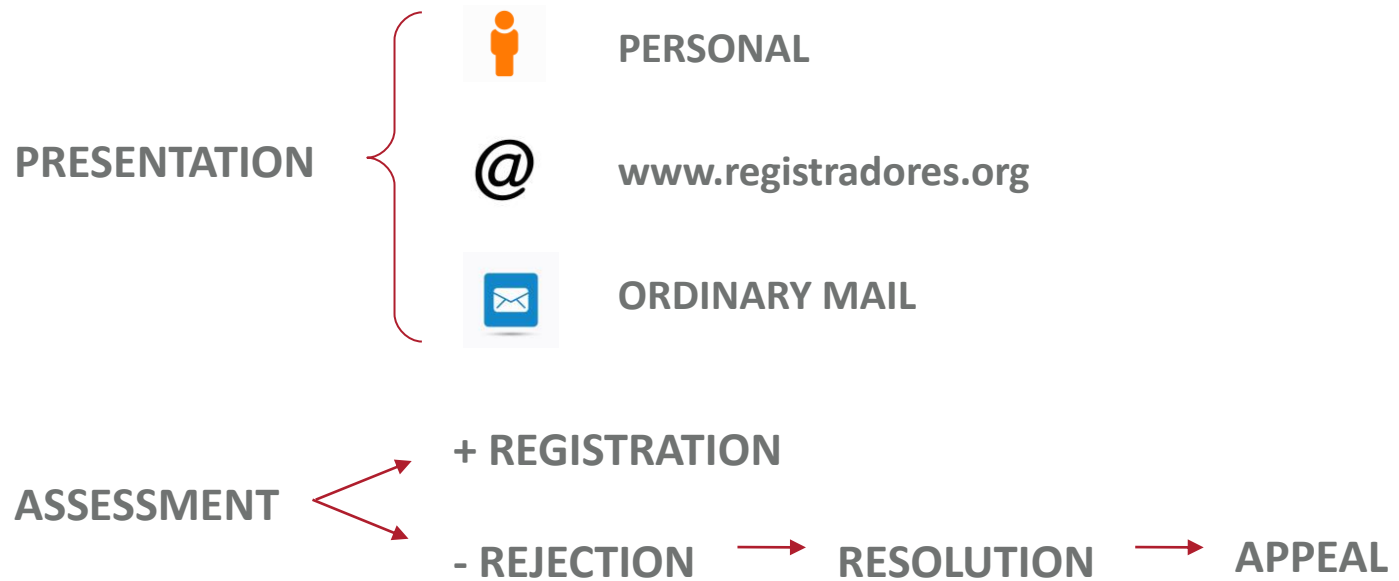 PERSONAL
PRESENTATION
@
www.registradores.org
ORDINARY MAIL
+ REGISTRATION
ASSESSMENT
- REJECTION RESOLUTION APPEAL